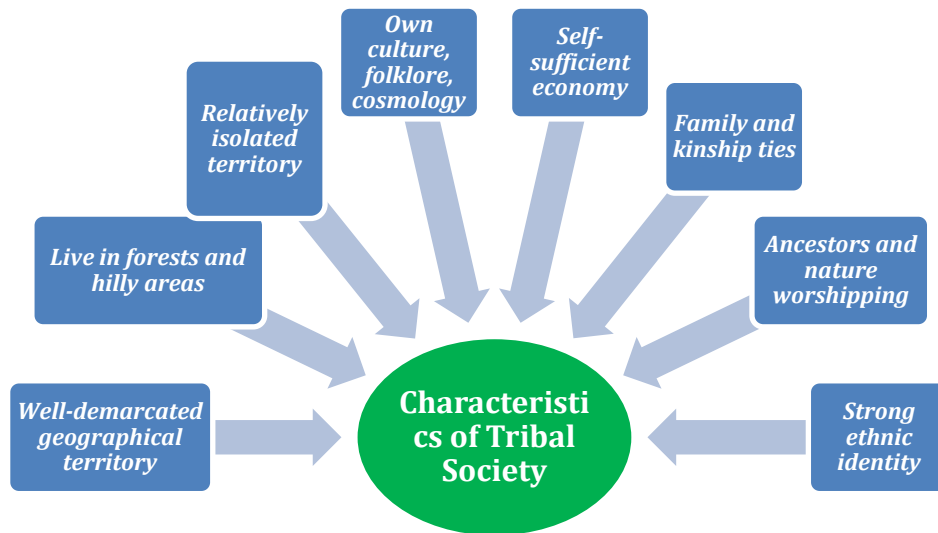 Well-demarcated
geographical
territory
Live in forests and
hilly areas
Relatively
isolated
territory
Own
culture,
folklore,
cosmology
Self-
sufficient
economy
Family and
kinship ties
Ancestors and
nature
worshipping
Strong
ethnic
identity
Characteristi
cs of Tribal
Society